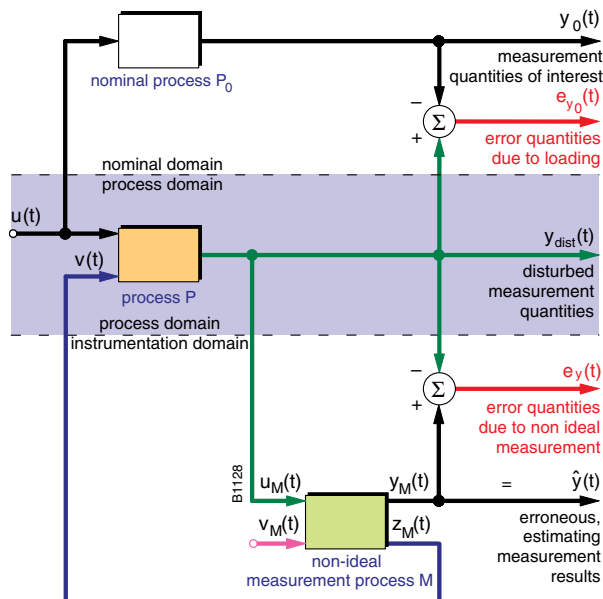 y0(t)
nominal process P0
measurement
quantities of interest
−
ey0(t)
Σ
+
error quantities
due to loading
nominal domain
process domain
u(t)
v(t)
ydist(t)
process P
disturbed
measurement
quantities
process domain
instrumentation domain
−
ey(t)
Σ
+
error quantities
due to non ideal
measurement
B1128
uM(t)
yM(t)
=
ŷ(t)
vM(t)
zM(t)
erroneous,
estimating
measurement
results
non-ideal
measurement process M